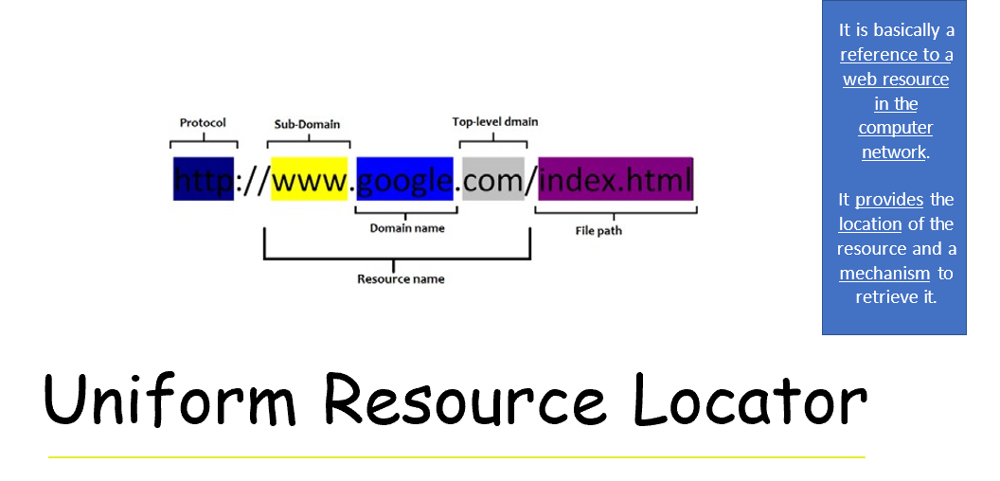 Protocol
Sub-Domain
Top-level dmain
http://www.google.com/index.html
Domain name
File path
Resource name
It is basically a
reference to a
web resource
in the
computer
network.
It provides the
location of the
resource and a
mechanism to
retrieve it.
Uniform Resource Locator